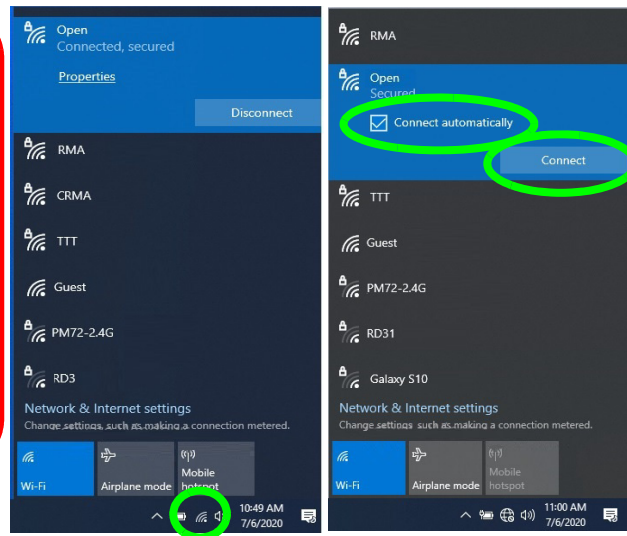 Open
Connected, secured
Properties
Disconnect
RMA
CRMA
TTT
Guest
PM72-2.4G
RD3
Network & Internet settings
Change settings, such as making a connection metered.
Wi-Fi
Airplane mode
Mobile
hotspot
10:49 AM
7/6/2020
RMA
Open
Secured
Connect automatically
Connect
TTT
Guest
PM72-2.4G
RD31
Galaxy S10
Network & Internet settings
Change settings such as making a connection metered.
Wi-Fi
Airplane mode
Mobile
hotspot
11:00 AM
7/6/2020